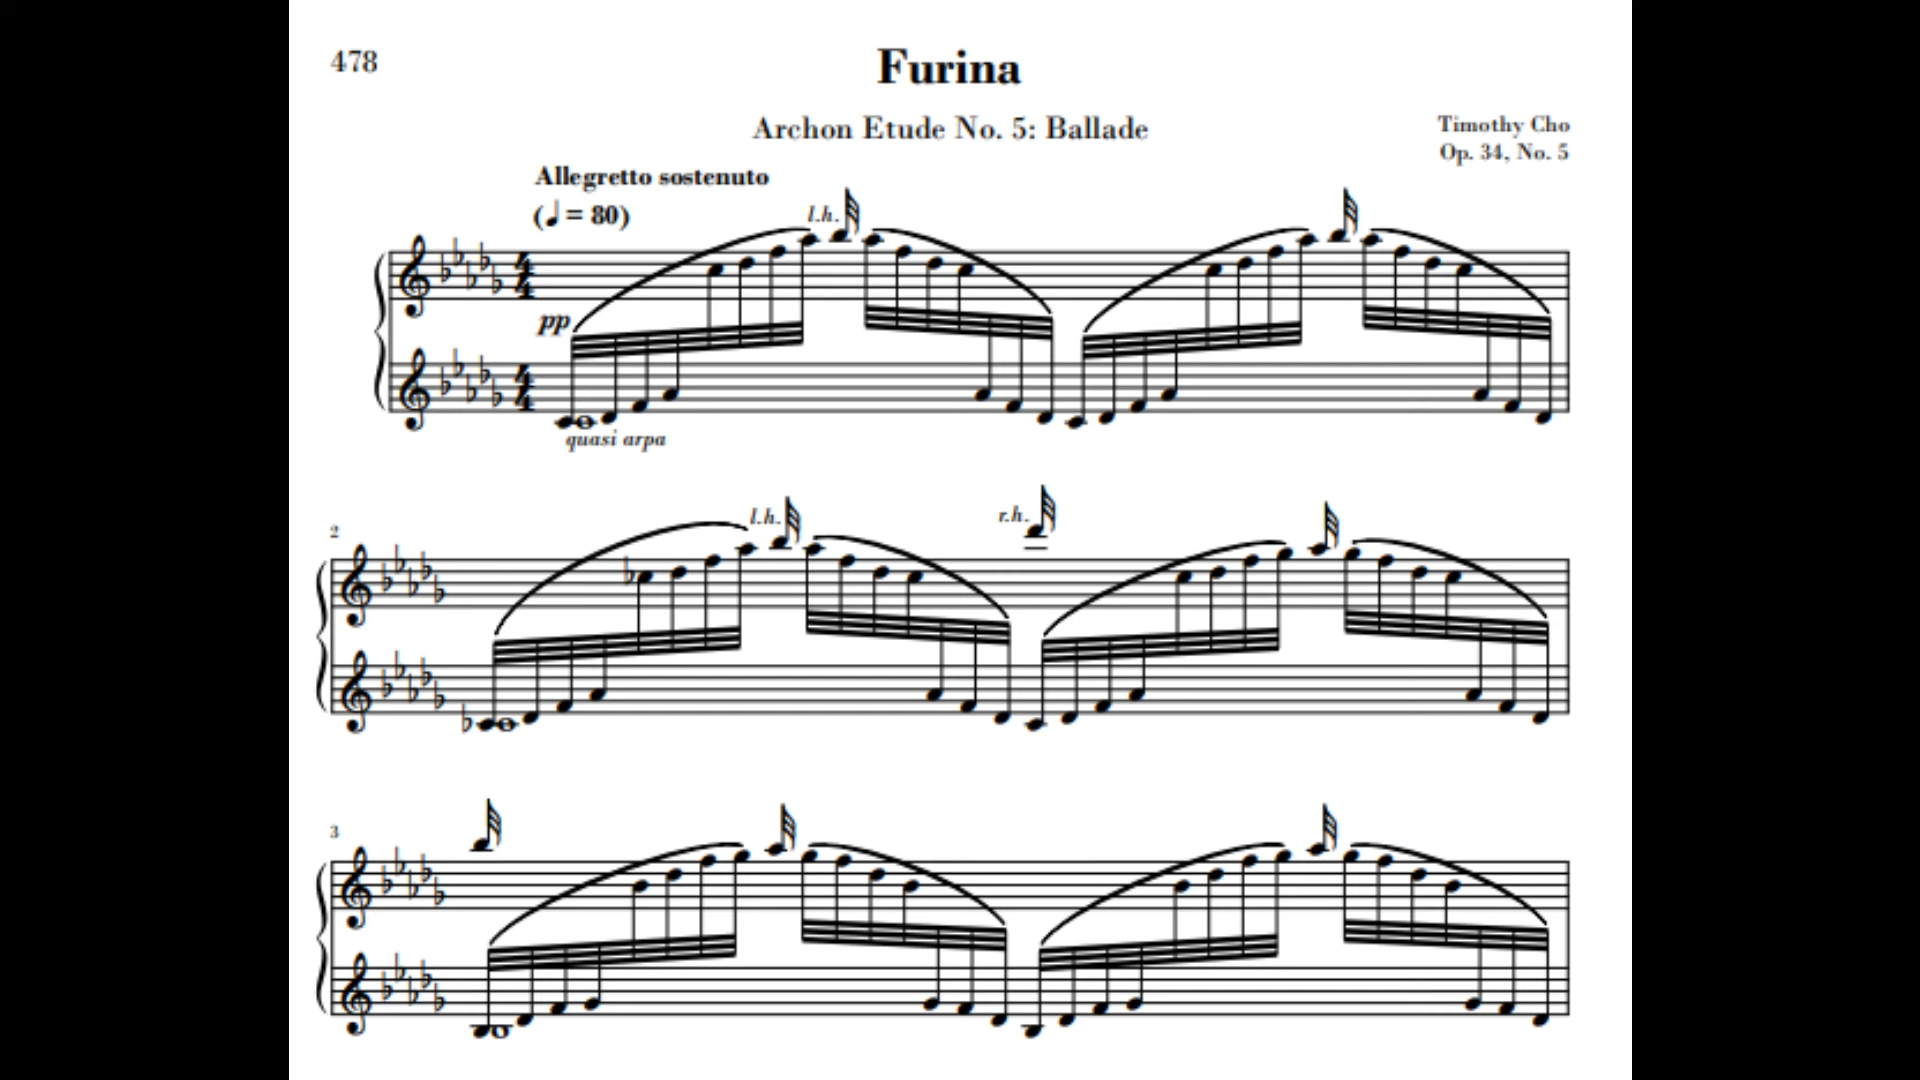 478
Furina
Archon Etude No. 5: Ballade
Timothy Cho
Op. 34, No. 5
Allegretto sostenuto
(♩ = 80)
l.h.
pp
quasi arpa
2
l.h.
r.h.
3